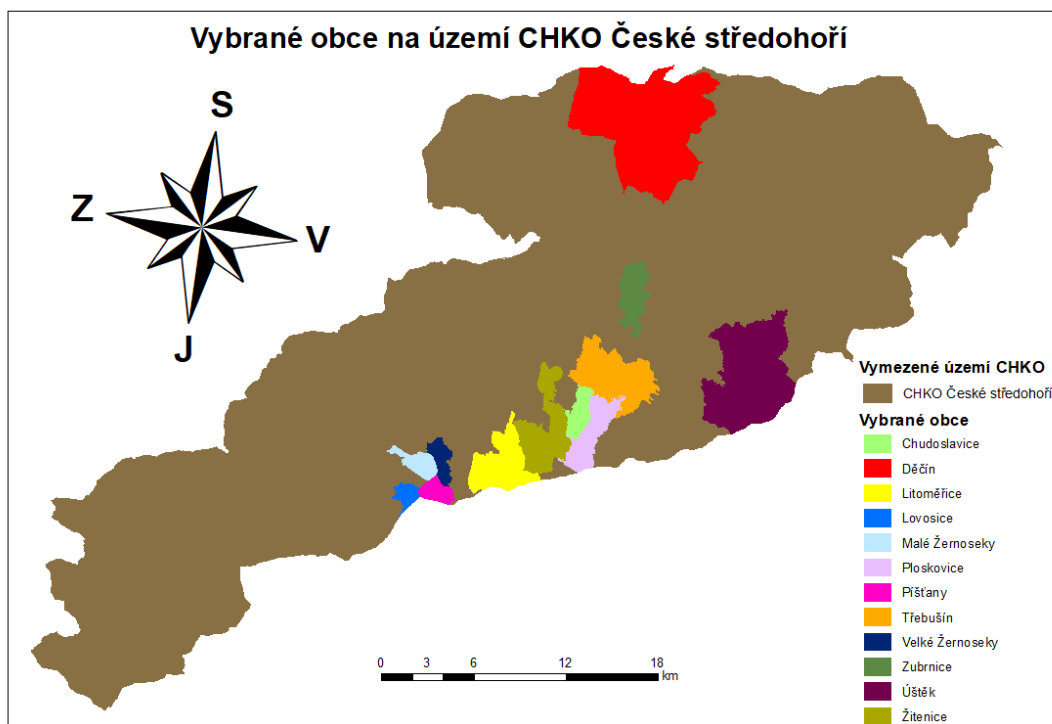 Vybrané obce na území CHKO České středohoří
S
Z
V
J
Vymezené území CHKO
CHKO České středohoří
Vybrané obce
Chudoslavice
Děčín
Litoměřice
Lovosice
Malé Žernoseky
Ploskovice
Píšťany
Třebušín
Velké Žernoseky
Zubrnice
Úštěk
Žitenice
0 3 6 12 18
km